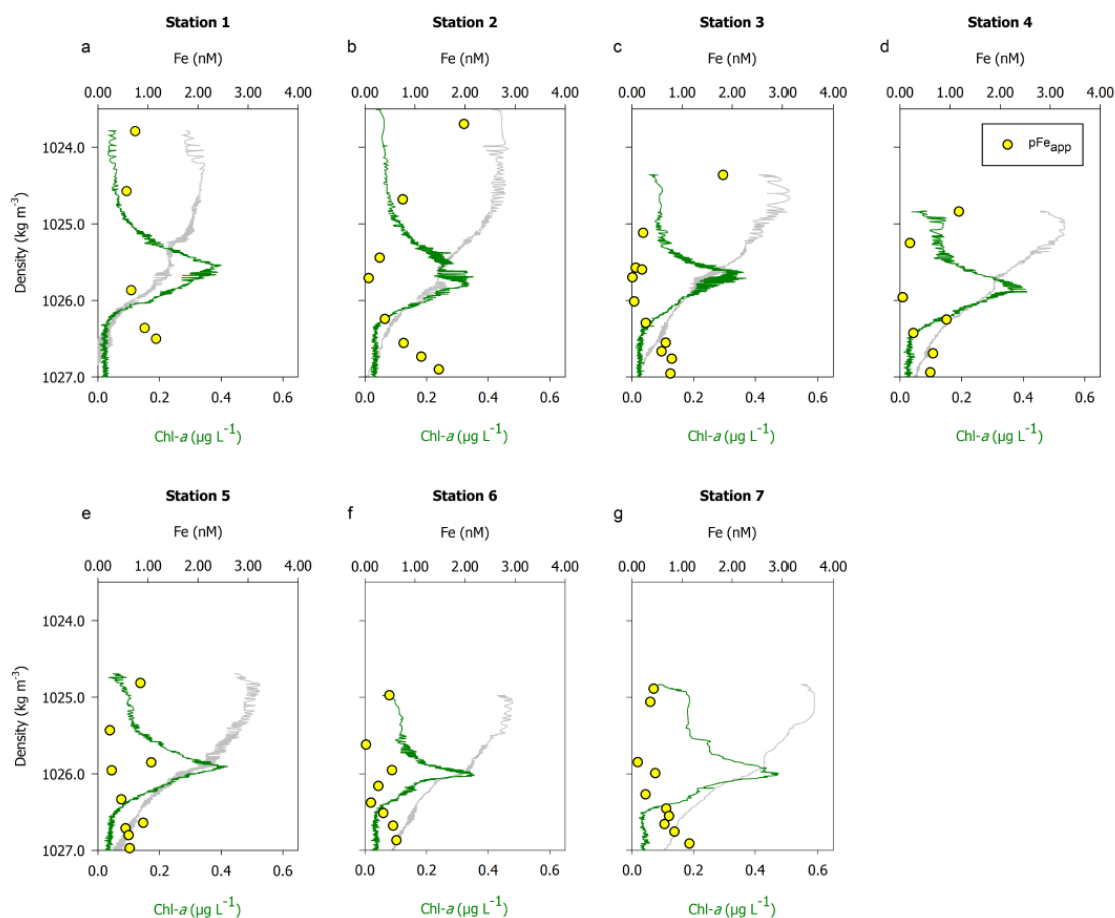 Station 1 Station 2 Station 3 Station 4
a b c d
Fe (nM) Fe (nM) Fe (nM) Fe (nM)
0.00 1.00 2.00 3.00 4.00 0.00 1.00 2.00 3.00 4.00 0.00 1.00 2.00 3.00 4.00 0.00 1.00 2.00 3.00 4.00
pFeapp
1024.0
1025.0
1026.0
1027.0
Density (kg m-3)
0.0 0.2 0.4 0.6 0.0 0.2 0.4 0.6 0.0 0.2 0.4 0.6 0.0 0.2 0.4 0.6
Chl-a (µg L-1) Chl-a (µg L-1) Chl-a (µg L-1) Chl-a (µg L-1)
Station 5 Station 6 Station 7
e f g
Fe (nM) Fe (nM) Fe (nM)
0.00 1.00 2.00 3.00 4.00 0.00 1.00 2.00 3.00 4.00 0.00 1.00 2.00 3.00 4.00
1024.0
1025.0
1026.0
1027.0
Density (kg m-3)
0.0 0.2 0.4 0.6 0.0 0.2 0.4 0.6 0.0 0.2 0.4 0.6
Chl-a (µg L-1) Chl-a (µg L-1) Chl-a (µg L-1)